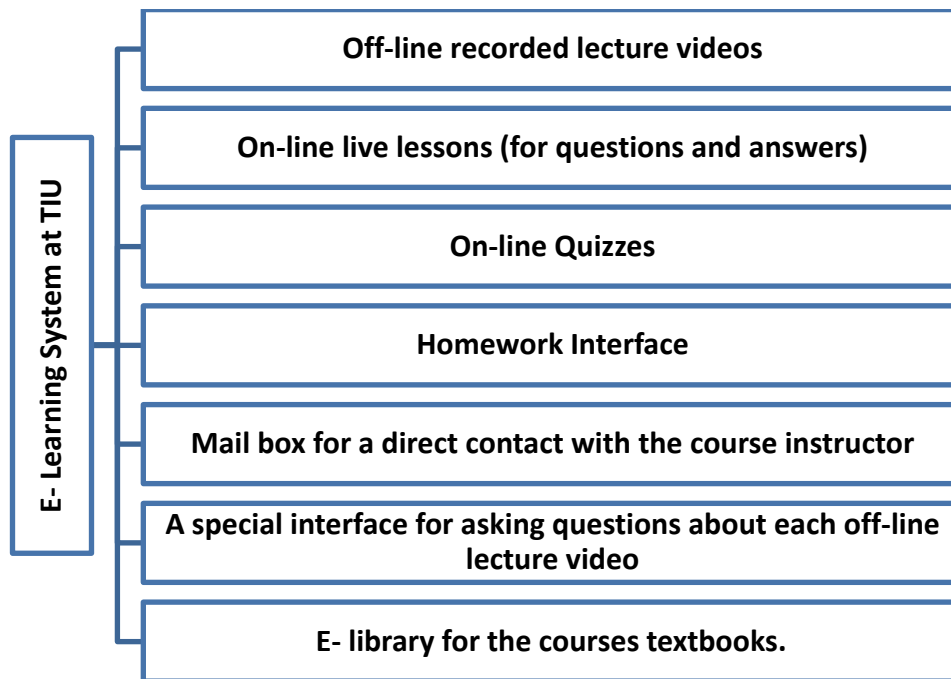 E- Learning System at TIU
Off-line recorded lecture videos
On-line live lessons (for questions and answers)
On-line Quizzes
Homework Interface
Mail box for a direct contact with the course instructor
A special interface for asking questions about each off-line
lecture video
E- library for the courses textbooks.